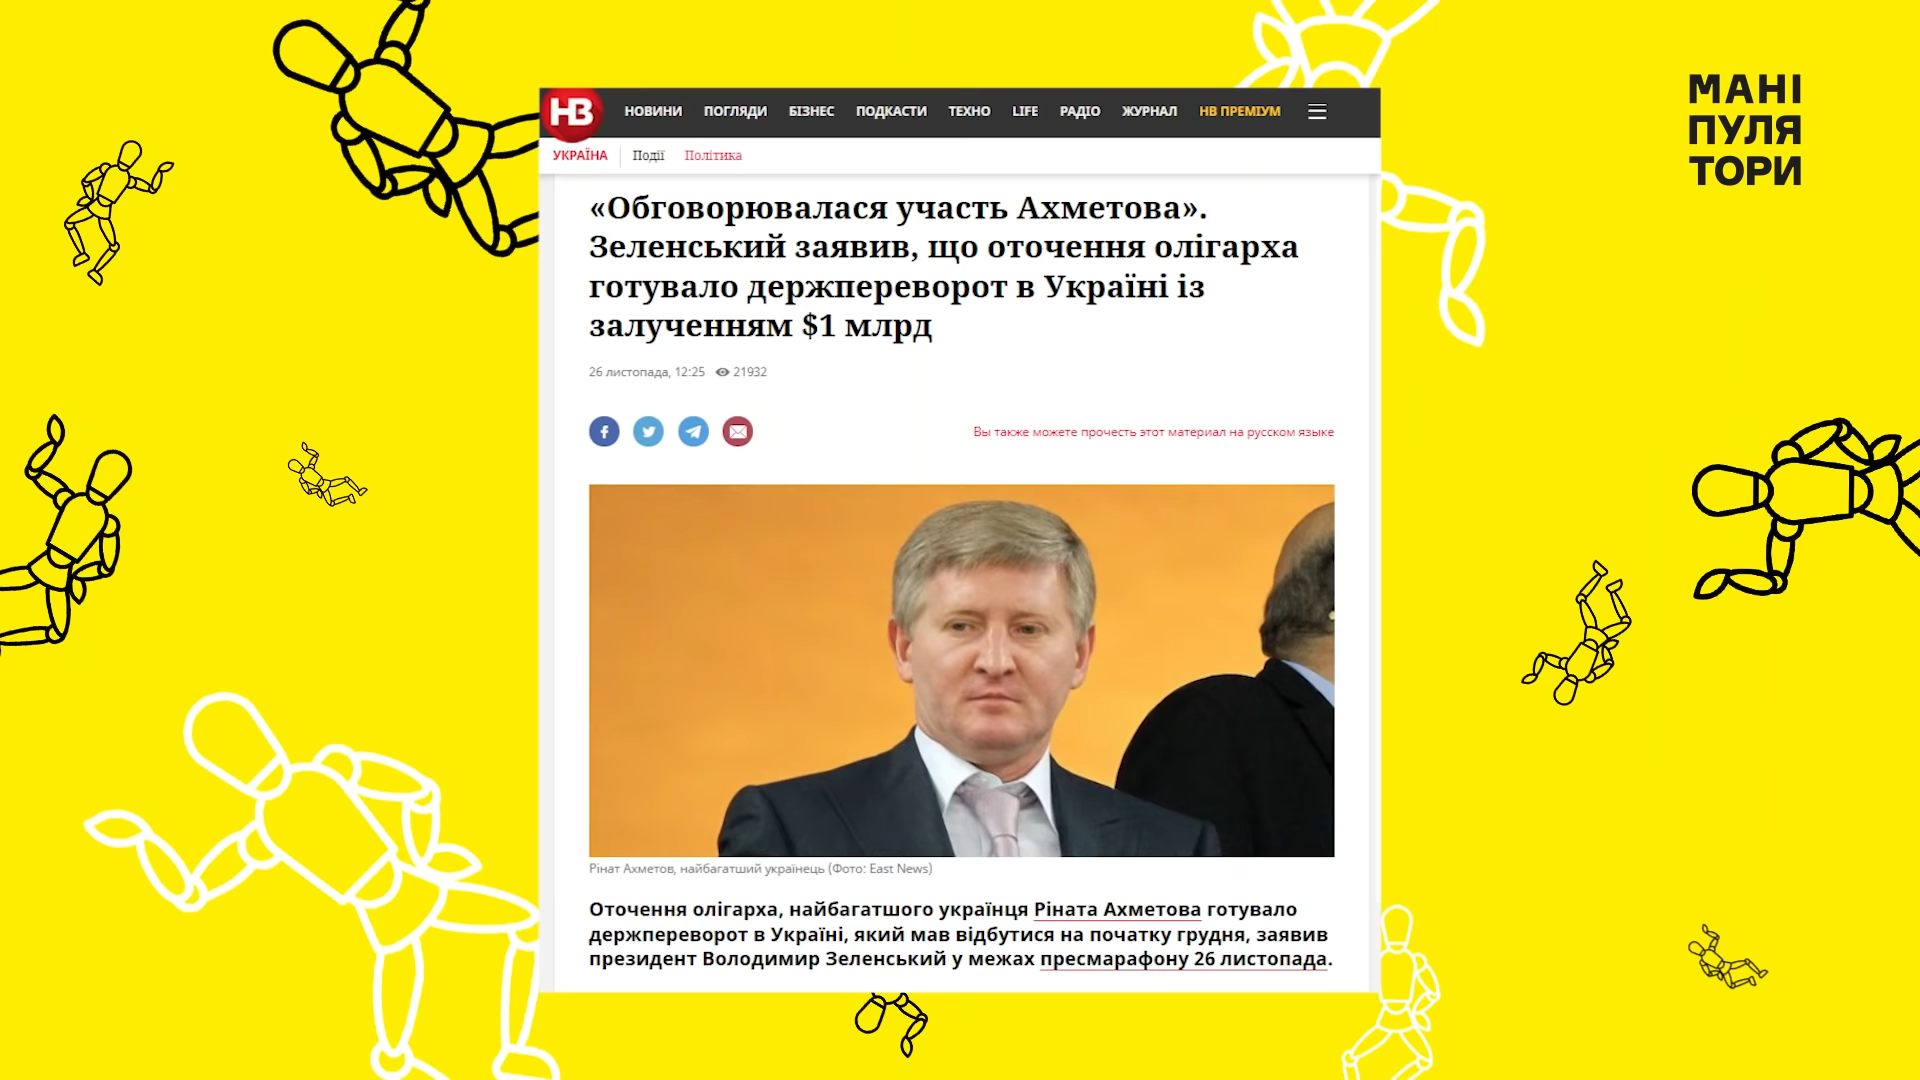 МАНІ
ПУЛЯ
ТОРИ
НВ
НОВИНИ ПОГЛЯДИ БІЗНЕС ПОДКАСТИ ТЕХНО LIFE РАДІО ЖУРНАЛ НВ ПРЕМІУМ
УКРАЇНА Події Політика
«Обговорювалася участь Ахметова».
Зеленський заявив, що оточення олігарха
готувало держпереворот в Україні із
залученням $1 млрд
26 листопада, 12:25 21932
Вы также можете прочесть этот материал на русском языке
Рінат Ахметов, найбагатший українець (Фото: East News)
Оточення олігарха, найбагатшого українця Ріната Ахметова готувало
держпереворот в Україні, який мав відбутися на початку грудня, заявив
президент Володимир Зеленський у межах пресмарафону 26 листопада.